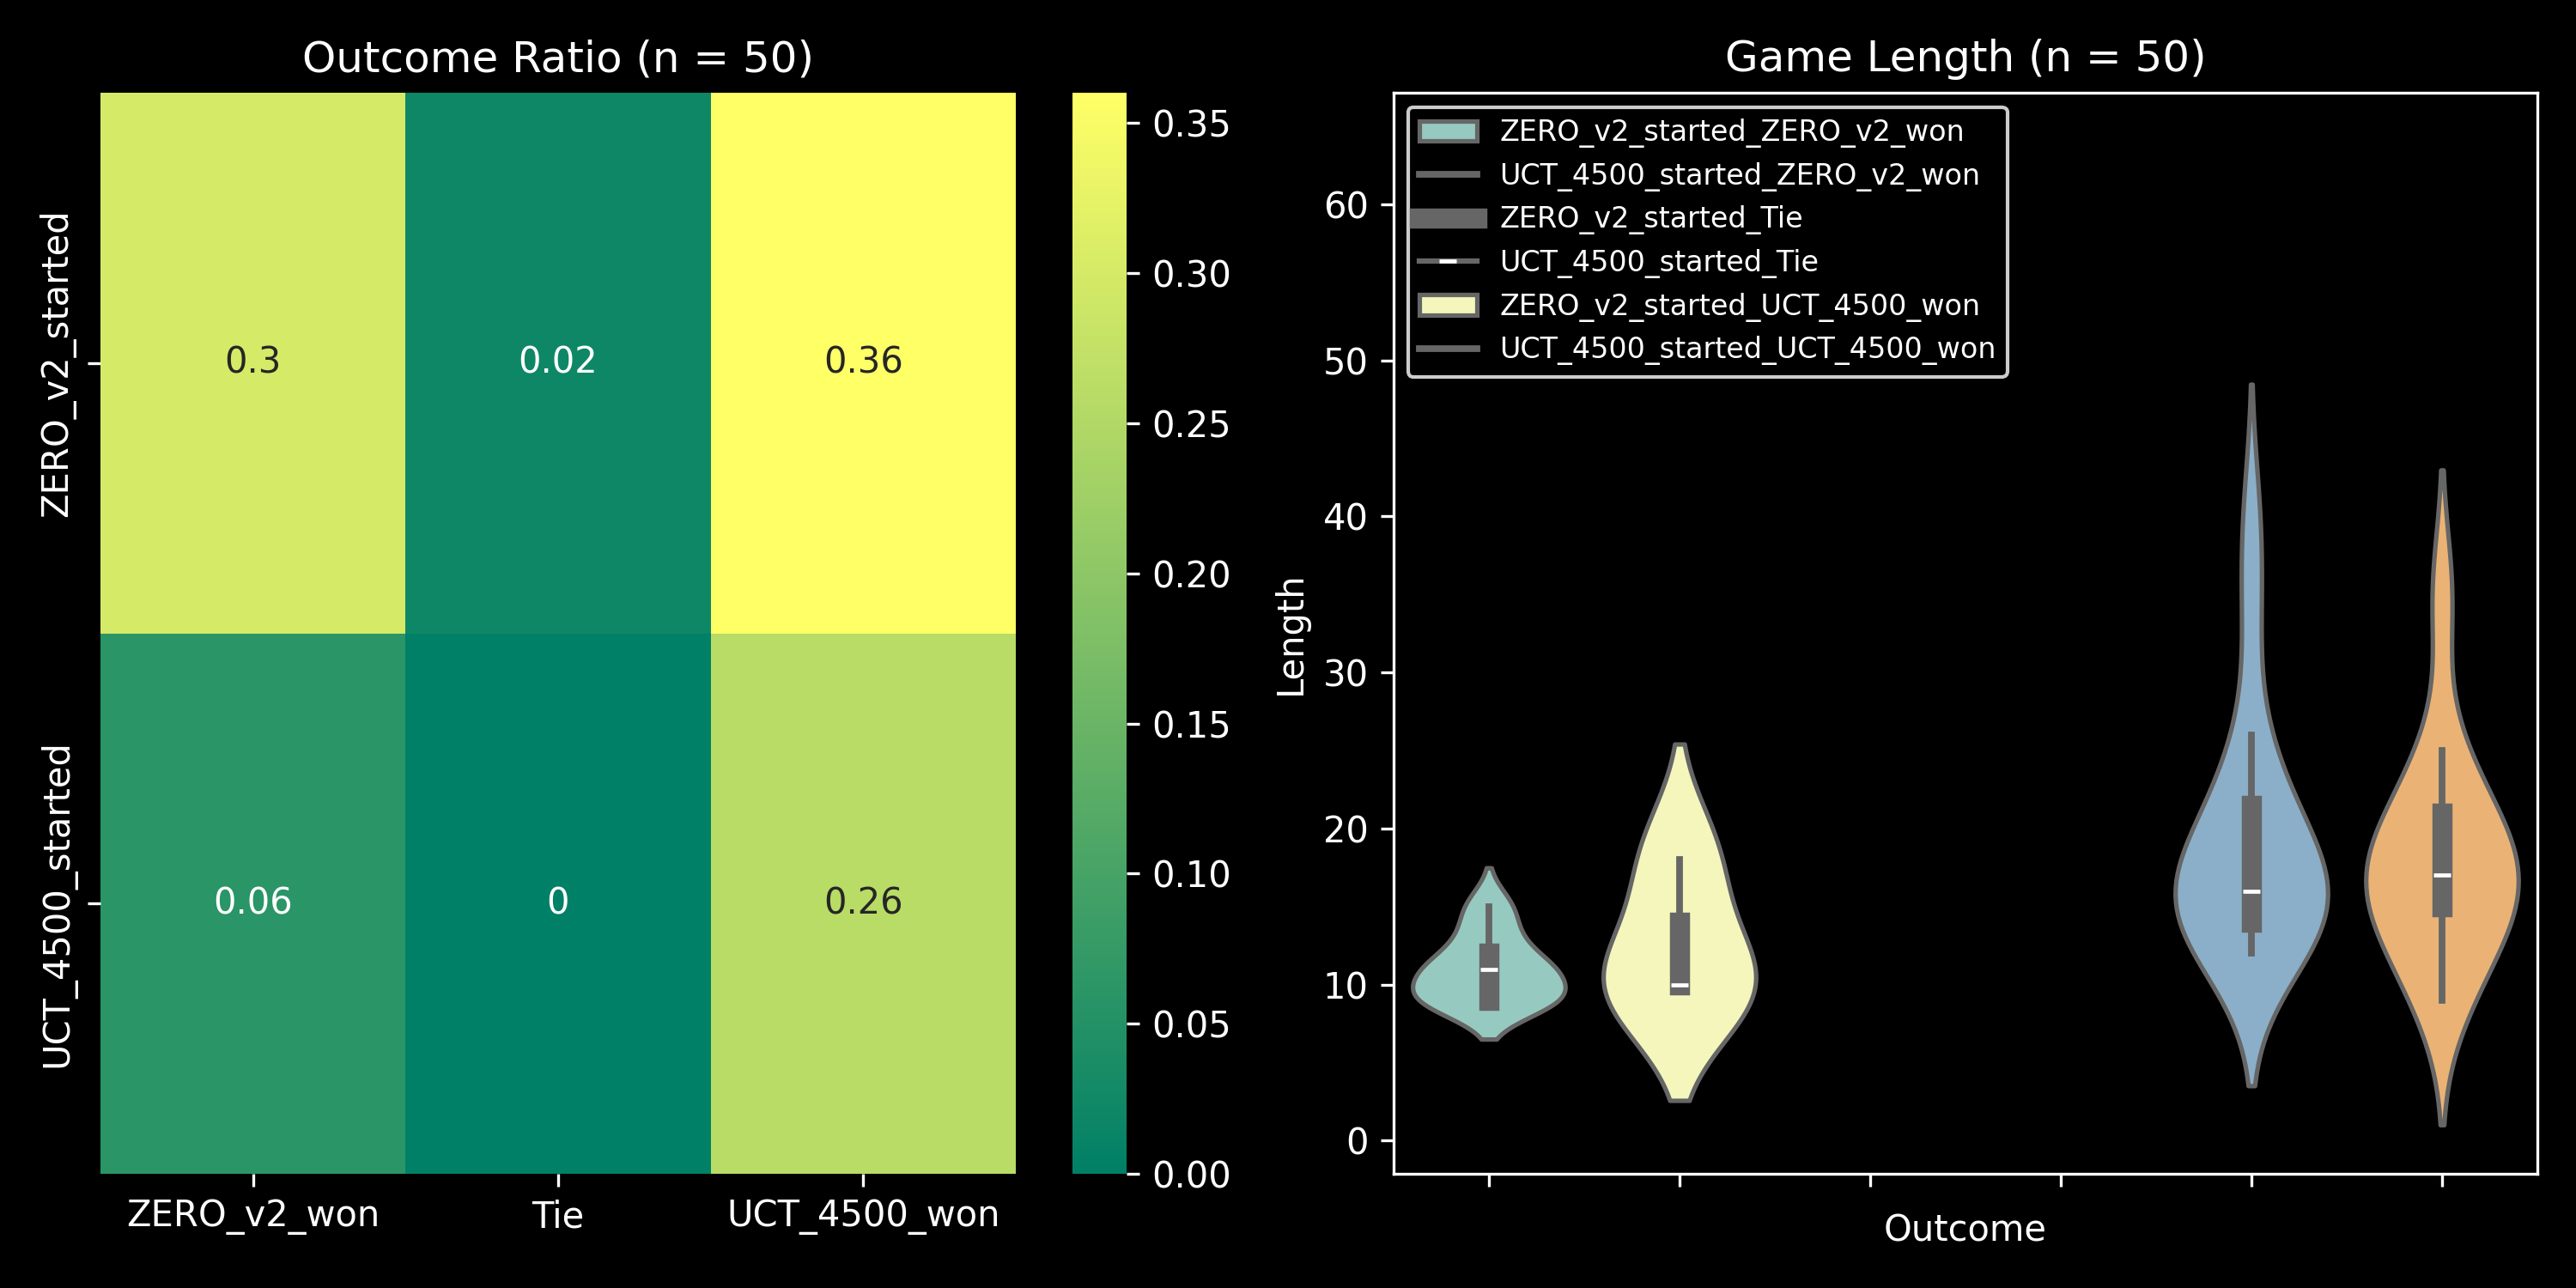 Outcome Ratio (n = 50)
ZERO_v2_started
UCT_4500_started
0.3
0.02
0.36
0.06
0
0.26
ZERO_v2_won
Tie
UCT_4500_won
0.35
0.30
0.25
0.20
0.15
0.10
0.05
0.00
Game Length (n = 50)
ZERO_v2_started_ZERO_v2_won
UCT_4500_started_ZERO_v2_won
ZERO_v2_started_Tie
UCT_4500_started_Tie
ZERO_v2_started_UCT_4500_won
UCT_4500_started_UCT_4500_won
Length
60
50
40
30
20
10
0
Outcome